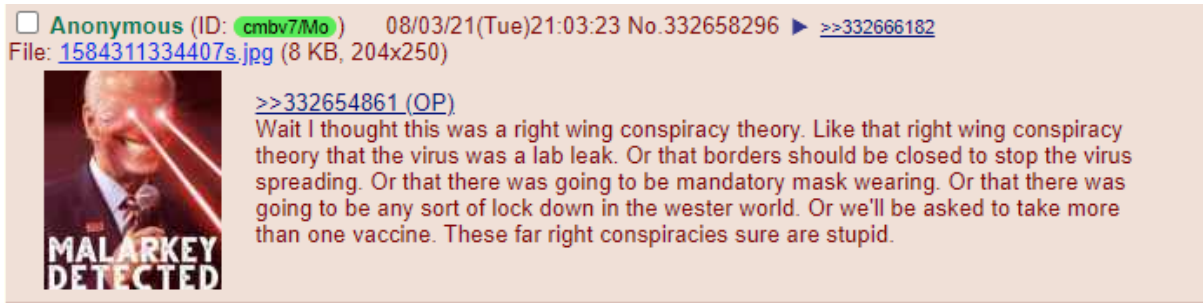 Anonymous (ID: cmbv7/Mo) 08/03/21(Tue)21:03:23 No.332658296 ▶ >>332666182
File: 1584311334407s.jpg (8 KB, 204x250)
>>332654861 (OP)
Wait I thought this was a right wing conspiracy theory. Like that right wing conspiracy
theory that the virus was a lab leak. Or that borders should be closed to stop the virus
spreading. Or that there was going to be mandatory mask wearing. Or that there was
going to be any sort of lock down in the wester world. Or we'll be asked to take more
than one vaccine. These far right conspiracies sure are stupid.
MALARKEY
DETECTED